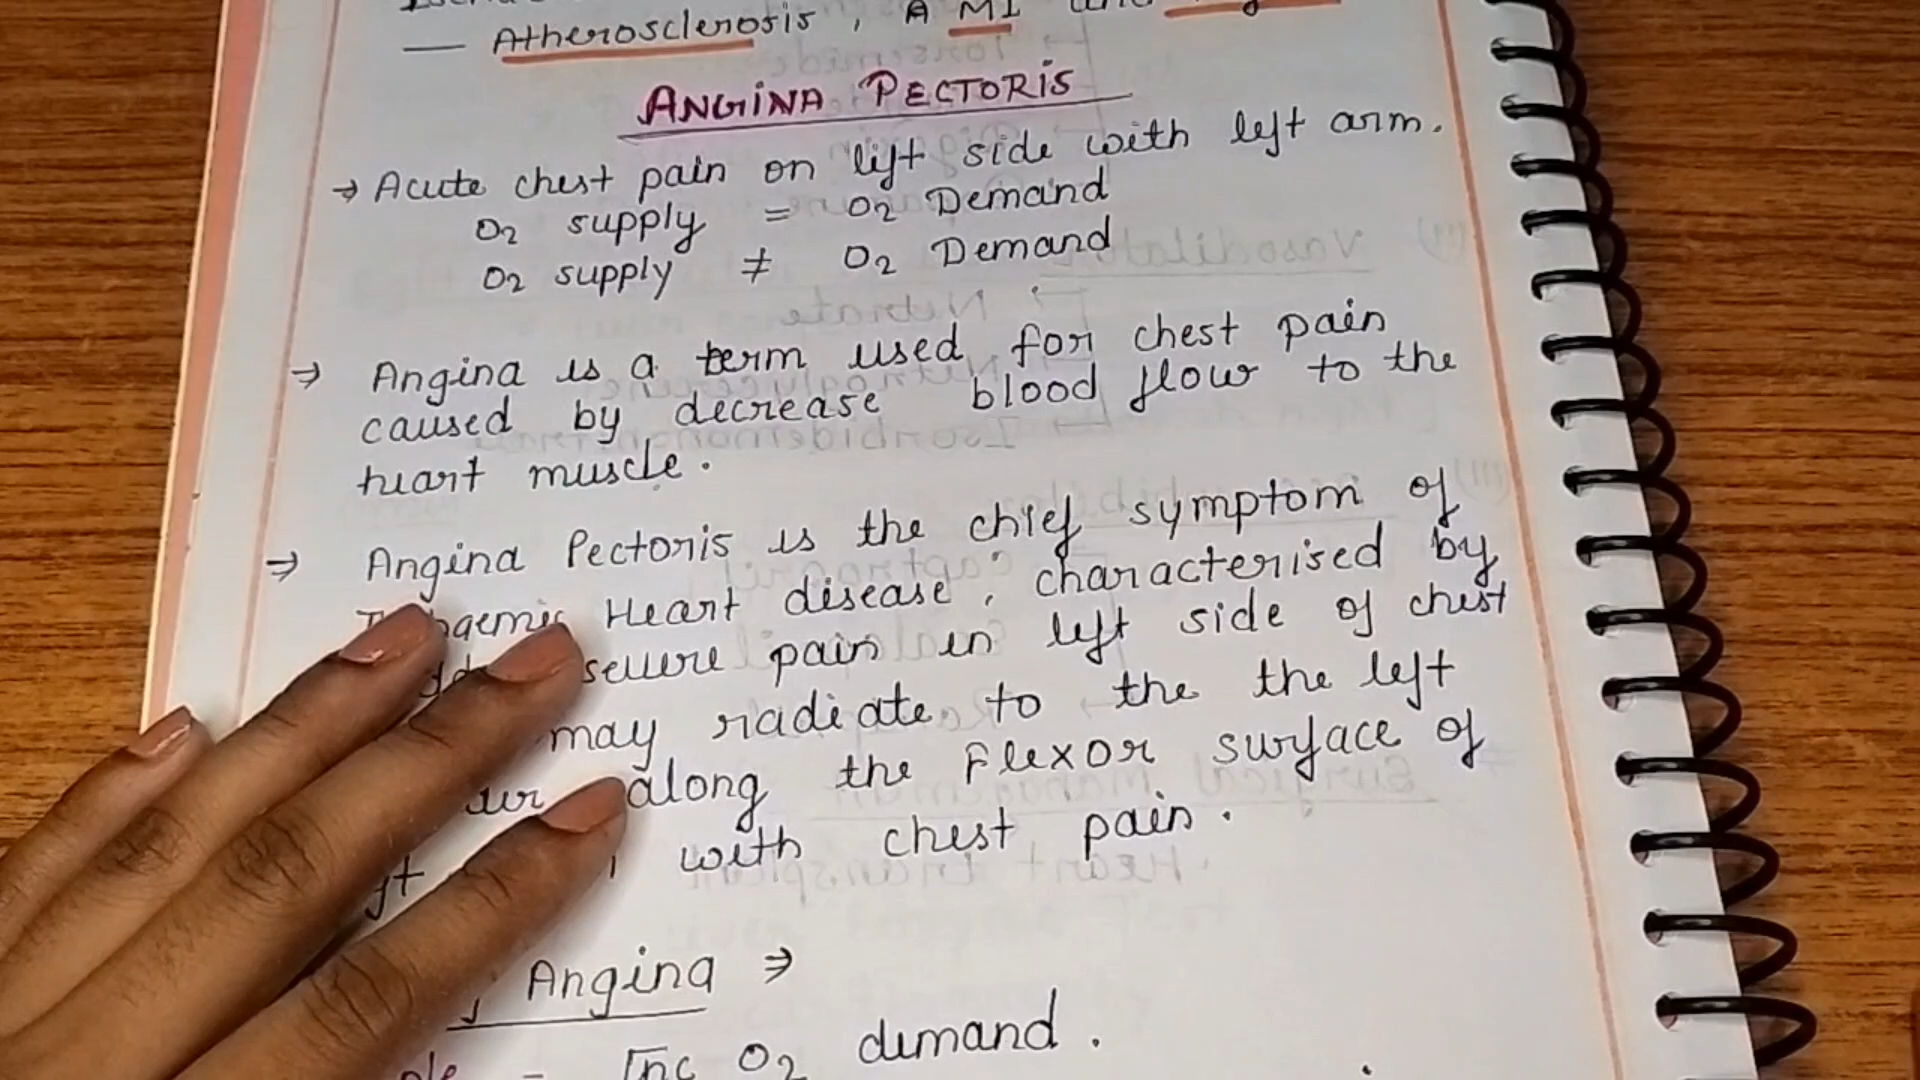 — Atherosclerosis, A MI
ANGINA PECTORIS
→ Acute chest pain on left side with left arm.
O2 supply = O2 Demand
O2 supply ≠ O2 Demand
⇒ Angina is a term used for chest pain
caused by decrease blood flow to the
heart muscle.
⇒ Angina Pectoris is the chief symptom of
Heart disease, characterised by
severe pain in left side of chest
may radiate to the the left
along the Flexor surface of
with chest pain.
Angina ⇒
- Inc O2 demand.